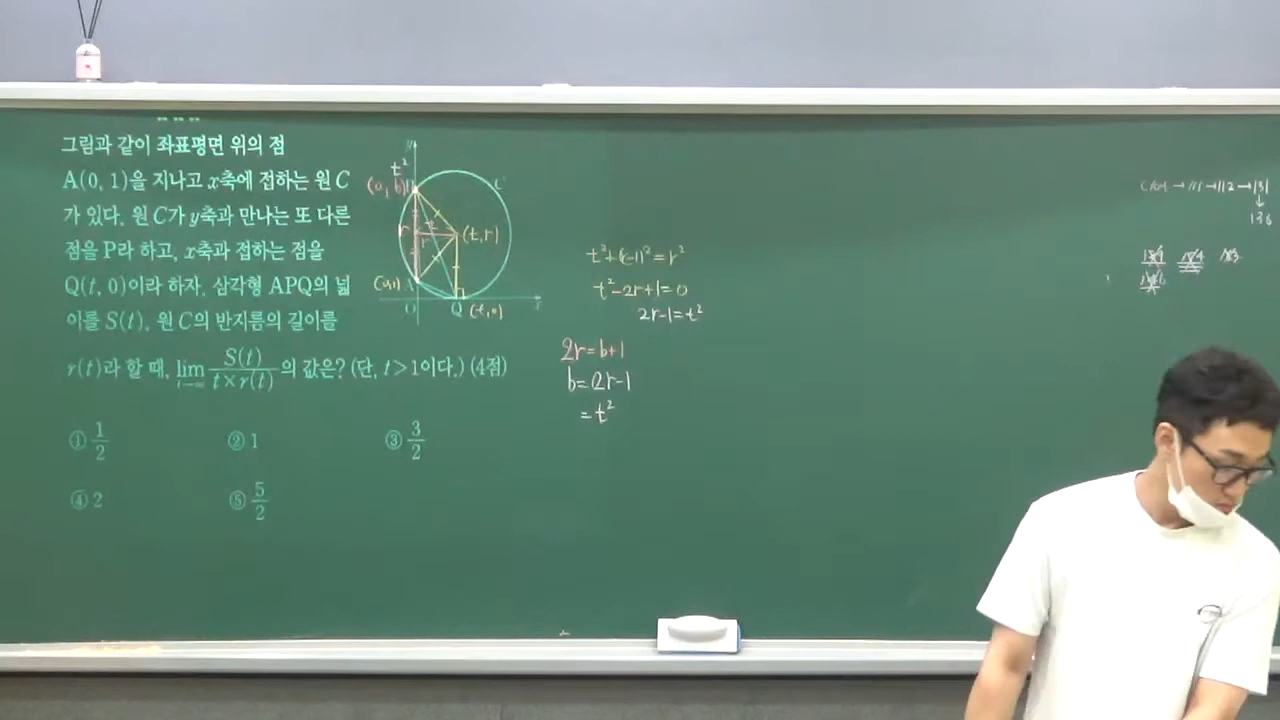 그림과 같이 좌표평면 위의 점
A(0, 1)을 지나고 x축에 접하는 원 C
가 있다. 원 C가 y축과 만나는 또 다른
점을 P라 하고, x축과 접하는 점을
Q(t, 0)이라 하자. 삼각형 APQ의 넓
이를 S(t), 원 C의 반지름의 길이를
r(t)라 할 때, lim S(t)/(t×r(t)) 의 값은? (단, t>1이다.) (4점)
① 1/2 ② 1 ③ 3/2
④ 2 ⑤ 5/2
t²
(0, b)
C
(t, r)
r
r
O
Q (t,0)
t²+(r-1)²=r²
t²-2r+1=0
2r-1=t²
2r=b+1
b=2r-1
=t²
→111→112→131
↓
136